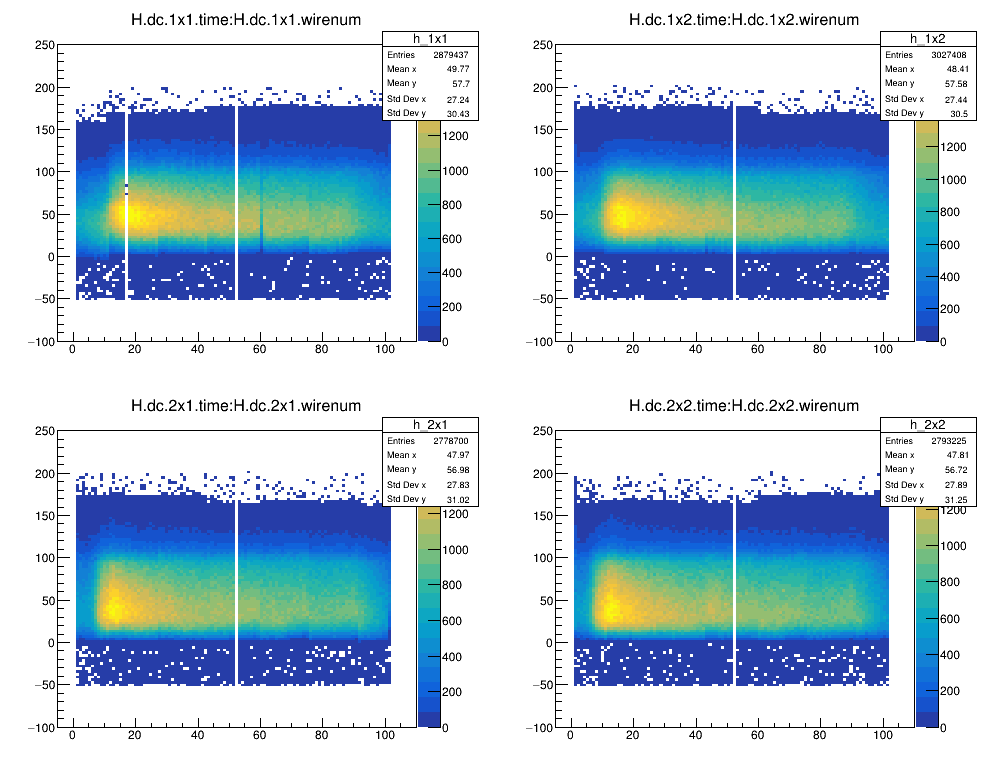 H.dc.1x1.time:H.dc.1x1.wirenum
h_1x1
Entries 2879437
Mean x 49.77
Mean y 57.7
Std Dev x 27.24
Std Dev y 30.43
250
200
150
100
50
0
−50
−100
0 20 40 60 80 100
1200
1000
800
600
400
200
0
H.dc.1x2.time:H.dc.1x2.wirenum
h_1x2
Entries 3027408
Mean x 48.41
Mean y 57.58
Std Dev x 27.44
Std Dev y 30.5
250
200
150
100
50
0
−50
−100
0 20 40 60 80 100
1200
1000
800
600
400
200
0
H.dc.2x1.time:H.dc.2x1.wirenum
h_2x1
Entries 2778700
Mean x 47.97
Mean y 56.98
Std Dev x 27.83
Std Dev y 31.02
250
200
150
100
50
0
−50
−100
0 20 40 60 80 100
1200
1000
800
600
400
200
0
H.dc.2x2.time:H.dc.2x2.wirenum
h_2x2
Entries 2793225
Mean x 47.81
Mean y 56.72
Std Dev x 27.89
Std Dev y 31.25
250
200
150
100
50
0
−50
−100
0 20 40 60 80 100
1200
1000
800
600
400
200
0